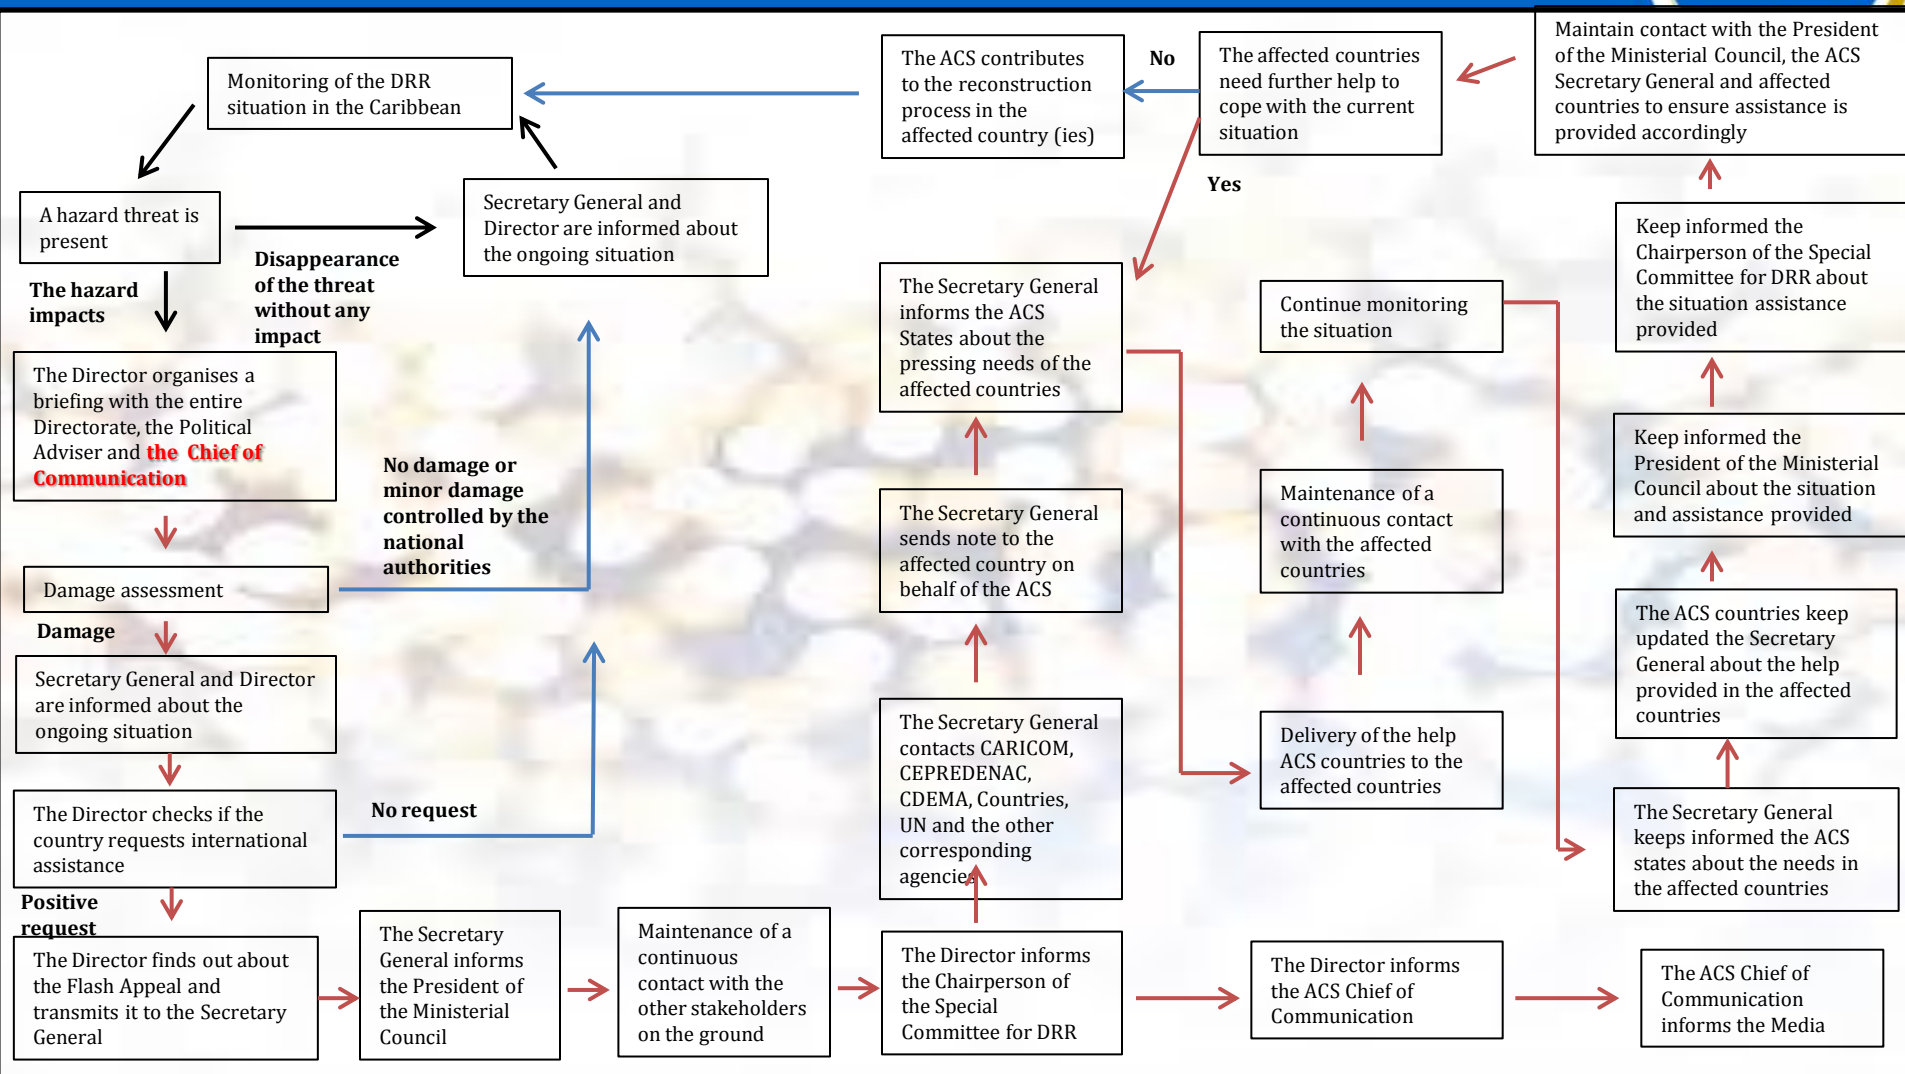 Monitoring of the DRR
situation in the Caribbean
A hazard threat is
present
Disappearance
of the threat
without any
impact
Secretary General and
Director are informed about
the ongoing situation
The hazard
impacts
The Director organises a
briefing with the entire
Directorate, the Political
Adviser and the Chief of
Communication
No damage or
minor damage
controlled by the
national
authorities
Damage assessment
Damage
Secretary General and Director
are informed about the
ongoing situation
The Director checks if the
country requests international
assistance
No request
Positive
request
The Director finds out about
the Flash Appeal and
transmits it to the Secretary
General
The Secretary
General informs
the President of
the Ministerial
Council
Maintenance of a
continuous
contact with the
other stakeholders
on the ground
The Director informs
the Chairperson of
the Special
Committee for DRR
The Director informs
the ACS Chief of
Communication
The ACS Chief of
Communication
informs the Media
The Secretary General
contacts CARICOM,
CEPREDENAC,
CDEMA, Countries,
UN and the other
corresponding
agencies
The Secretary General
sends note to the
affected country on
behalf of the ACS
The Secretary General
informs the ACS
States about the
pressing needs of the
affected countries
Delivery of the help
ACS countries to the
affected countries
Maintenance of a
continuous contact
with the affected
countries
Continue monitoring
the situation
The Secretary General
keeps informed the ACS
states about the needs in
the affected countries
The ACS countries keep
updated the Secretary
General about the help
provided in the affected
countries
Keep informed the
President of the Ministerial
Council about the situation
and assistance provided
Keep informed the
Chairperson of the Special
Committee for DRR about
the situation assistance
provided
Maintain contact with the President
of the Ministerial Council, the ACS
Secretary General and affected
countries to ensure assistance is
provided accordingly
The affected countries
need further help to
cope with the current
situation
Yes
No
The ACS contributes
to the reconstruction
process in the
affected country (ies)